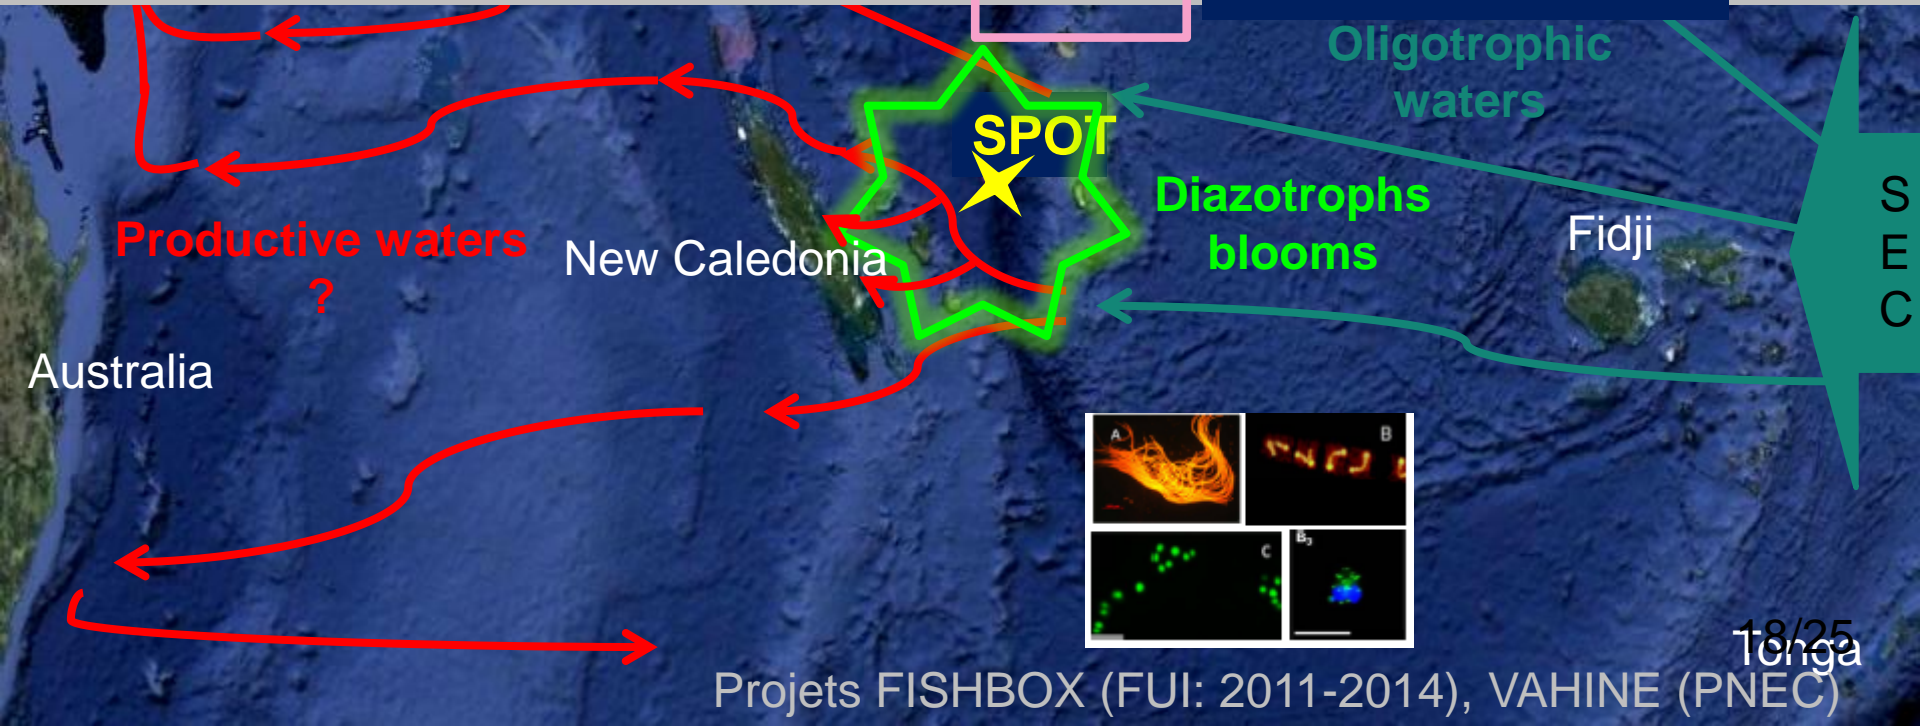 Oligotrophic
waters
SPOT
Diazotrophs
blooms
S
E
C
Fidji
Productive waters
?
New Caledonia
Australia
A
B
C
B3
18/25
Tonga
Projets FISHBOX (FUI: 2011-2014), VAHINE (PNEC)